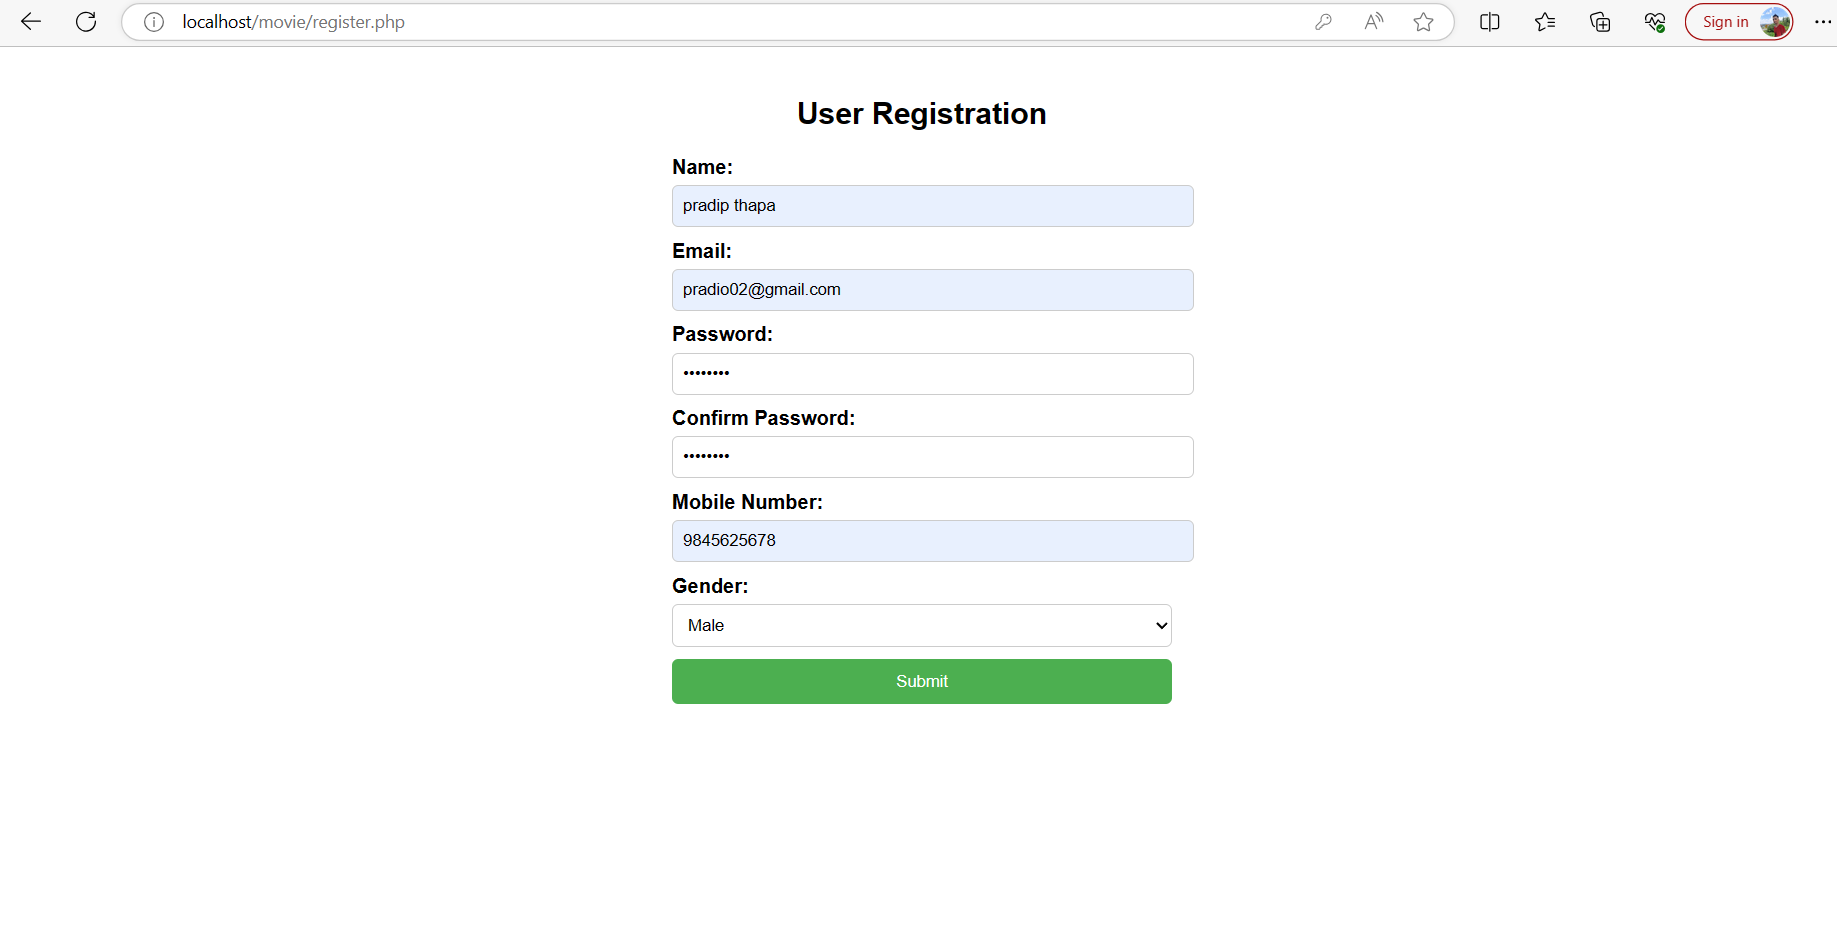 localhost/movie/register.php
Sign in
User Registration
Name:
pradip thapa
Email:
pradio02@gmail.com
Password:
••••••••
Confirm Password:
••••••••
Mobile Number:
9845625678
Gender:
Male
Submit